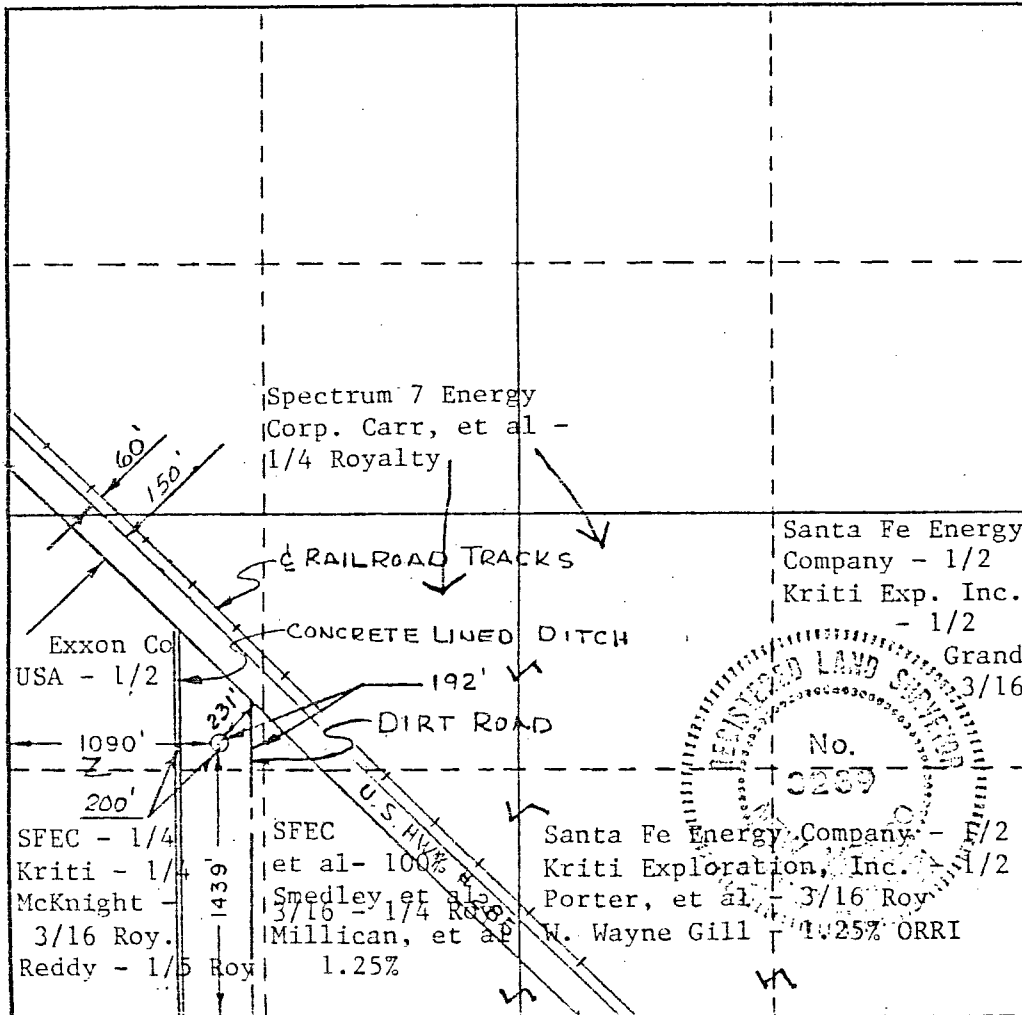 Spectrum 7 Energy
Corp. Carr, et al -
1/4 Royalty
60'
150'
℄ RAILROAD TRACKS
Santa Fe Energy
Company - 1/2
Kriti Exp. Inc.
- 1/2
Grand
3/16
Exxon Co
USA - 1/2
CONCRETE LINED DITCH
192'
231'
DIRT ROAD
1090'
200'
1439'
U.S. HWY # 285
REGISTERED LAND SURVEYOR
No.
3239
SFEC - 1/4
Kriti - 1/4
McKnight -
3/16 Roy.
Reddy - 1/5 Roy
SFEC
et al- 100%
Smedley et al
3/16 - 1/4 Roy
Millican, et al
1.25%
Santa Fe Energy Company - 1/2
Kriti Exploration, Inc. - 1/2
Porter, et al - 3/16 Roy
W. Wayne Gill - 1.25% ORRI